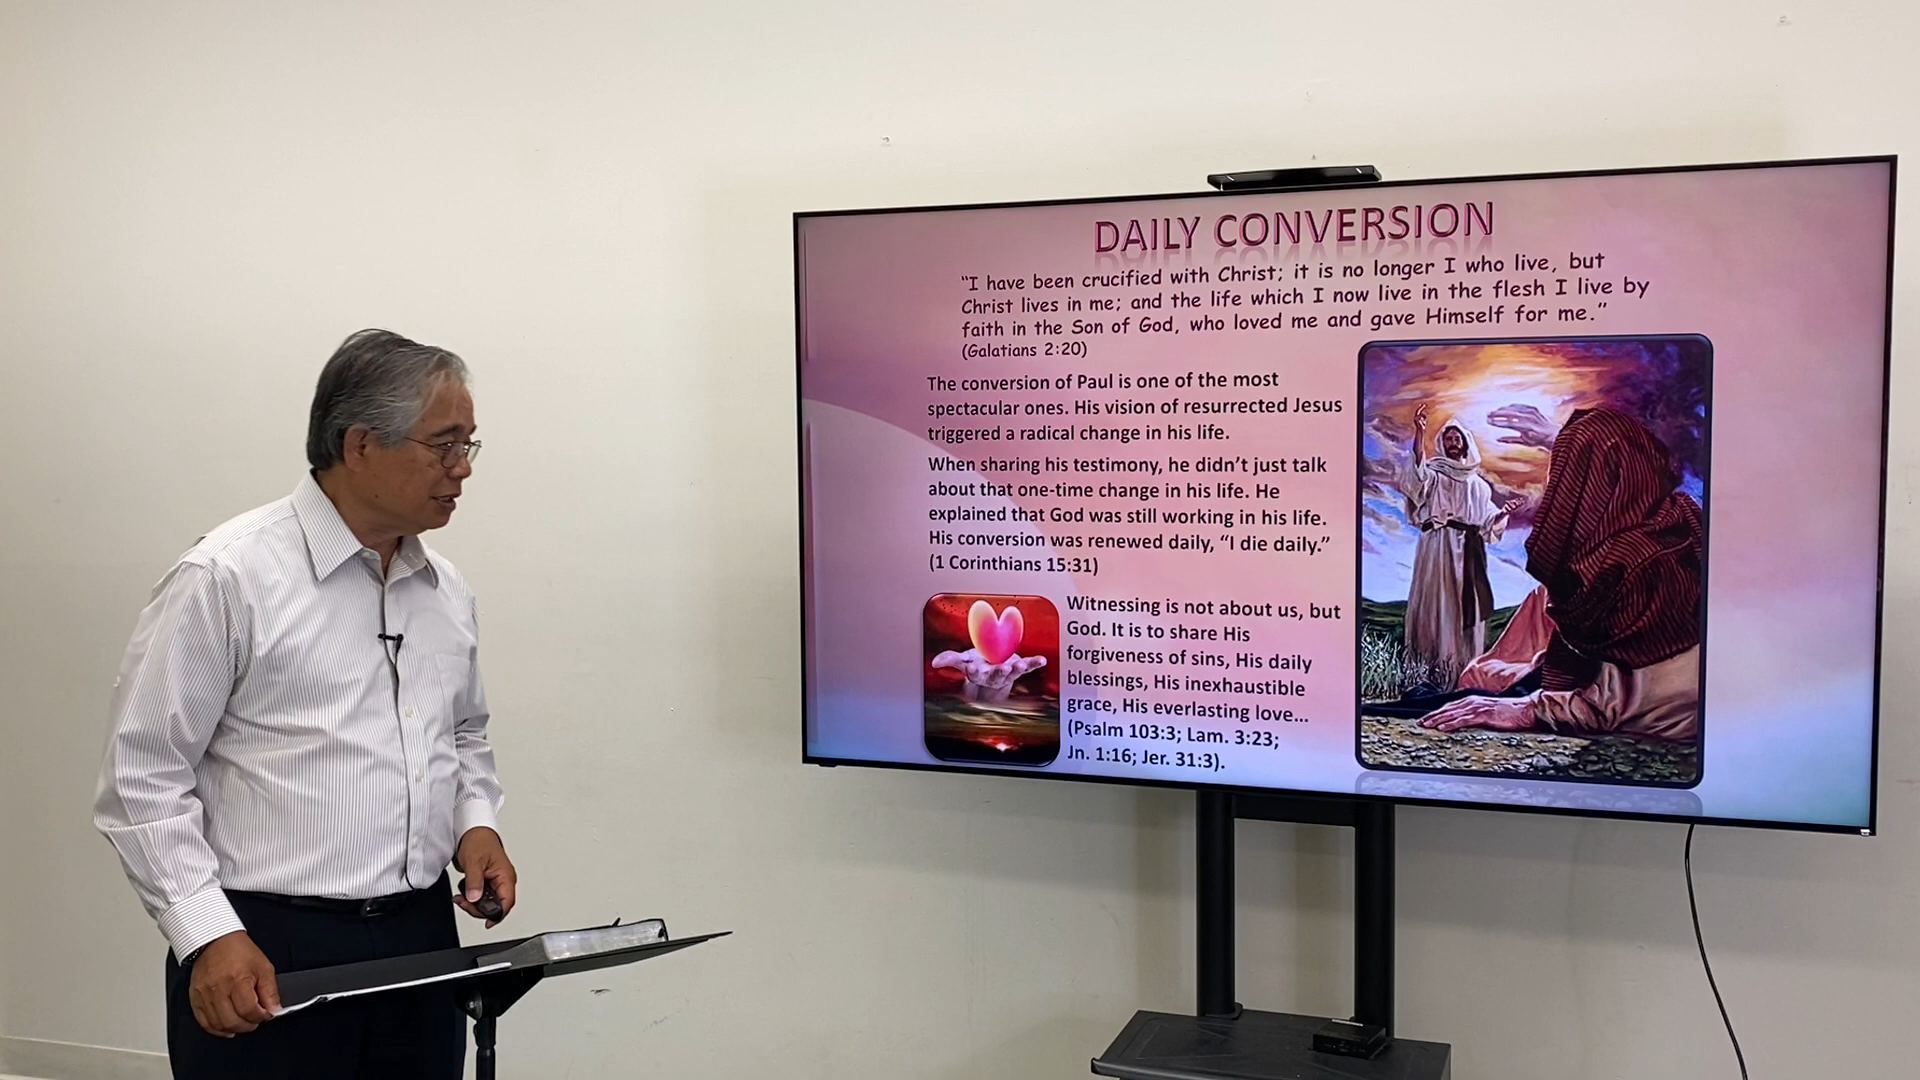 DAILY CONVERSION
“I have been crucified with Christ; it is no longer I who live, but
Christ lives in me; and the life which I now live in the flesh I live by
faith in the Son of God, who loved me and gave Himself for me.”
(Galatians 2:20)
The conversion of Paul is one of the most
spectacular ones. His vision of resurrected Jesus
triggered a radical change in his life.
When sharing his testimony, he didn’t just talk
about that one-time change in his life. He
explained that God was still working in his life.
His conversion was renewed daily, “I die daily.”
(1 Corinthians 15:31)
Witnessing is not about us, but
God. It is to share His
forgiveness of sins, His daily
blessings, His inexhaustible
grace, His everlasting love…
(Psalm 103:3; Lam. 3:23;
Jn. 1:16; Jer. 31:3).